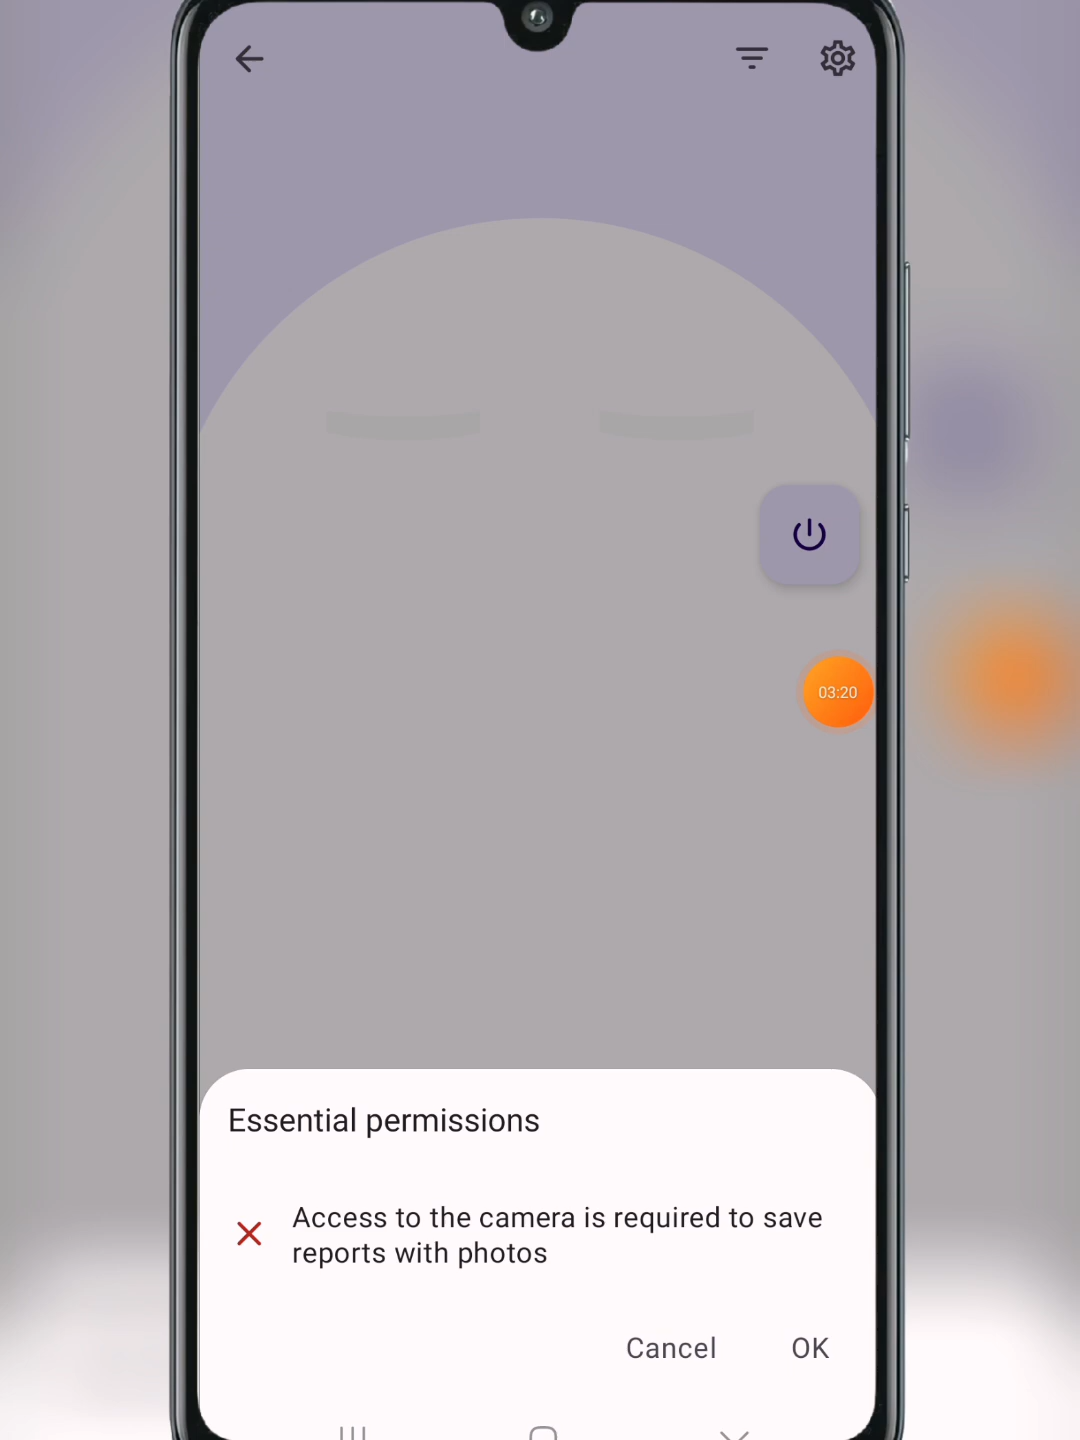 03:20
Essential permissions
Access to the camera is required to save
reports with photos
Cancel OK